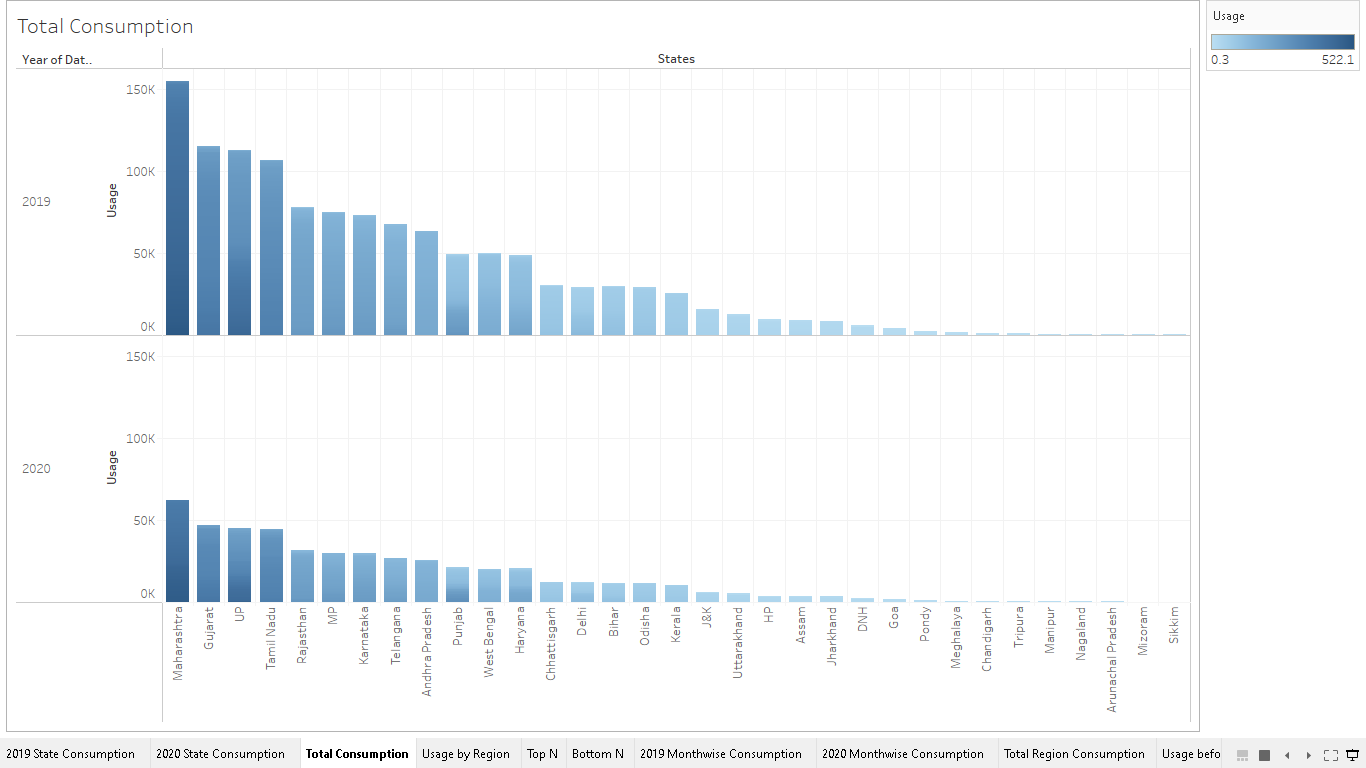 Total Consumption
Usage
0.3 522.1
Year of Dat..
States
150K
100K
50K
0K
Usage
2019
150K
100K
50K
0K
Usage
2020
Maharashtra
Gujarat
UP
Tamil Nadu
Rajasthan
MP
Karnataka
Telangana
Andhra Pradesh
Punjab
West Bengal
Haryana
Chhattisgarh
Delhi
Bihar
Odisha
Kerala
J&K
Uttarakhand
HP
Assam
Jharkhand
DNH
Goa
Pondy
Meghalaya
Chandigarh
Tripura
Manipur
Nagaland
Arunachal Pradesh
Mizoram
Sikkim
2019 State Consumption 2020 State Consumption Total Consumption Usage by Region Top N Bottom N 2019 Monthwise Consumption 2020 Monthwise Consumption Total Region Consumption Usage befo